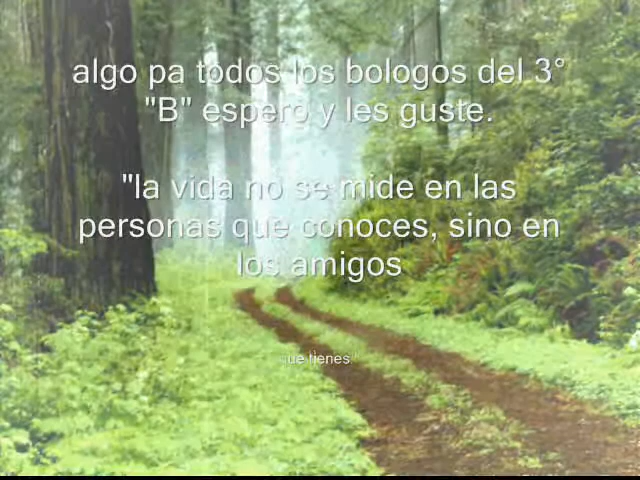 algo pa todos los bologos del 3°
"B" espero y les guste.
"la vida no se mide en las
personas que conoces, sino en
los amigos
que tienes."